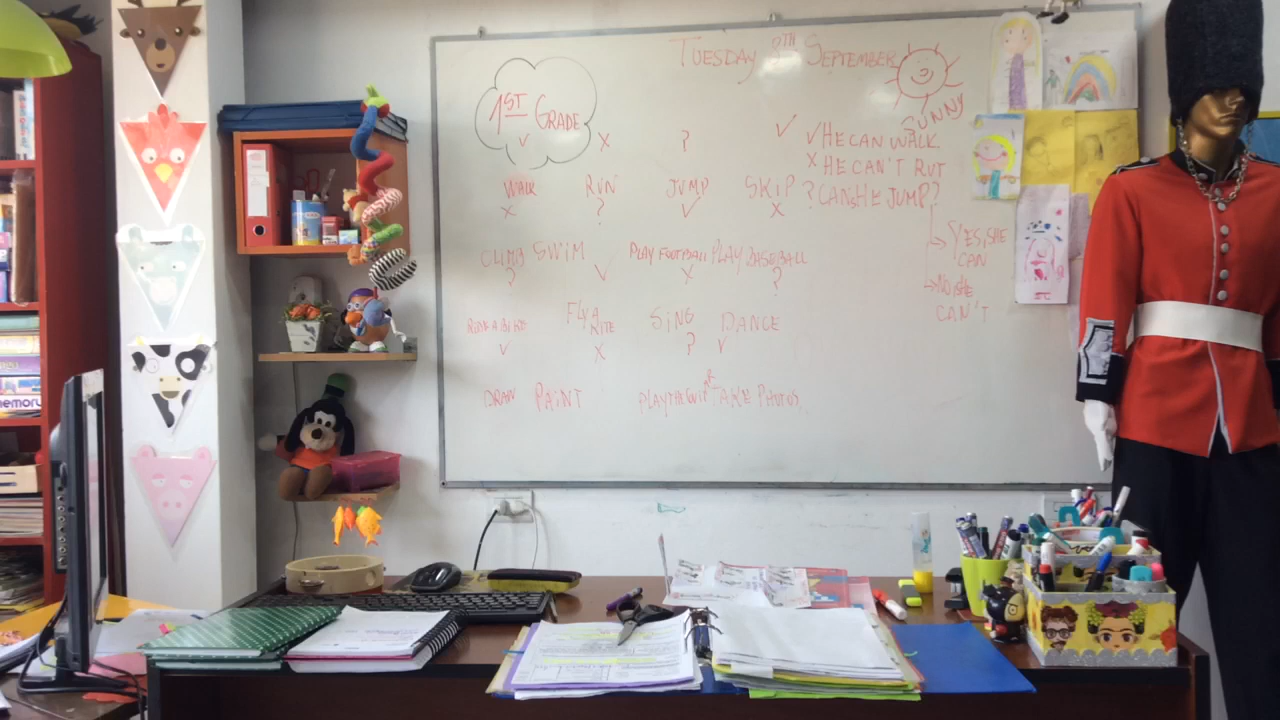 TUESDAY 8TH SEPTEMBER
SUNNY
1ST GRADE
✓ X ? ✓
WALK RUN JUMP SKIP
X ? ✓ X
CLIMB SWIM PLAY FOOTBALL PLAY BASEBALL
? ✓ X ?
RIDE A BIKE FLY A KITE SING DANCE
✓ X ? ✓
DRAW PAINT PLAY THE GUITAR TAKE PHOTOS
✓ HE CAN WALK
X HE CAN'T RUT
? CAN SHE JUMP?
YES, SHE
CAN
NO SHE
CAN'T
emory